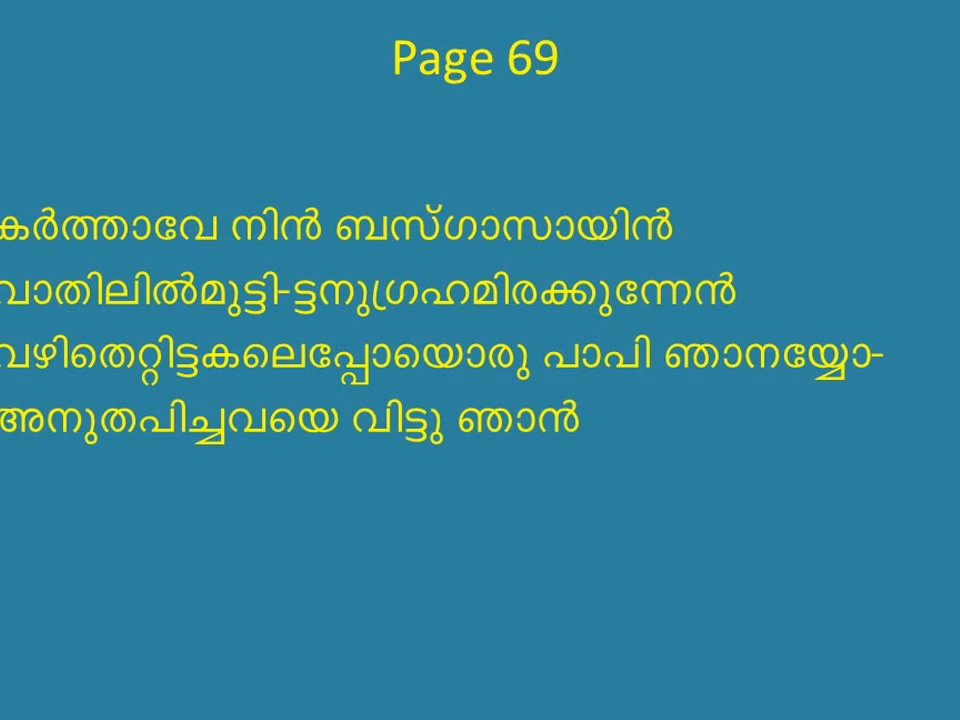 Page 69
കർത്താവേ നിൻ ബസ്ഗാസായിൻ
വാതിലിൽമുട്ടി-ട്ടനുഗ്രഹമിരക്കുന്നേൻ
വഴിതെറ്റിട്ടകലെപ്പോയൊരു പാപി ഞാനയ്യോ-
അനുതപിച്ചവയെ വിട്ടു ഞാൻ